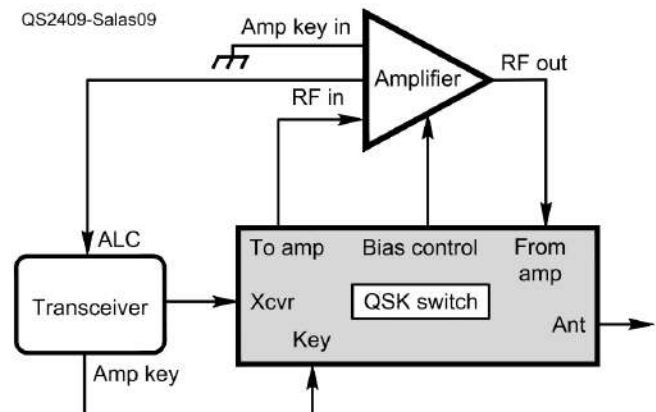 QS2409-Salas09
Amp key in
Amplifier
RF out
RF in
ALC
To amp
Bias control
From
amp
Transceiver
Xcvr
QSK switch
Ant
Key
Amp key